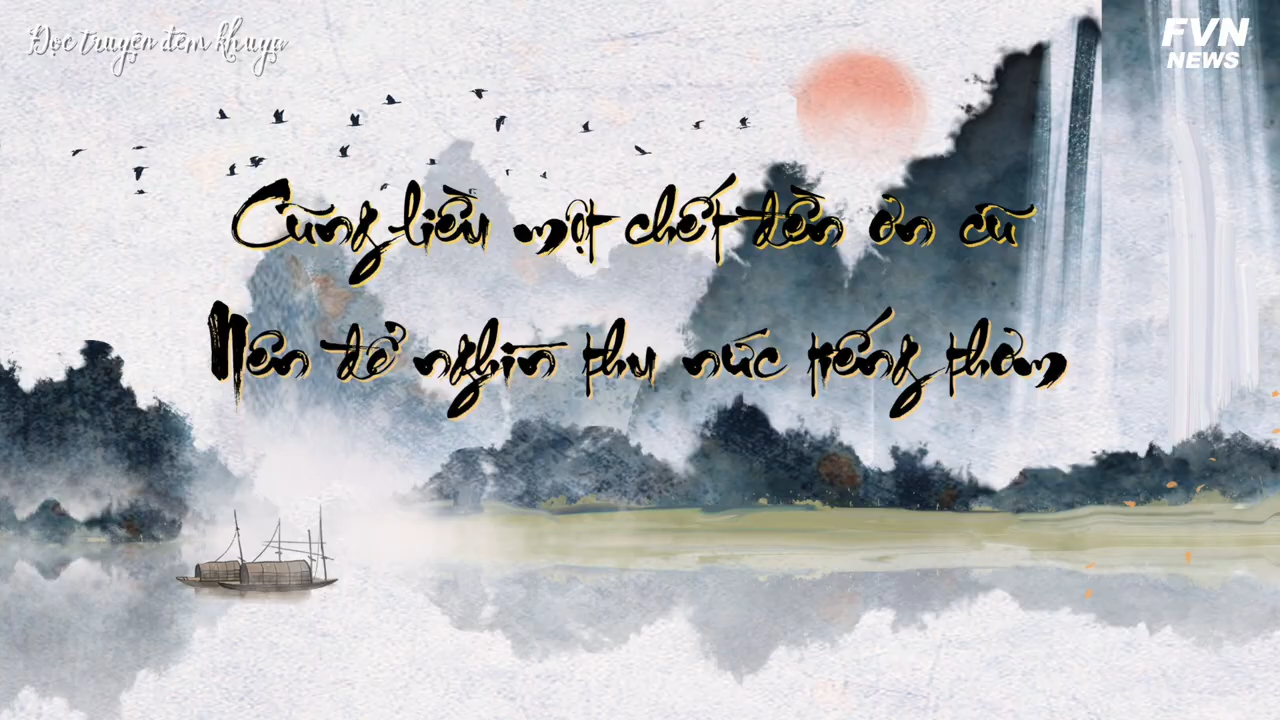 Đọc truyện đêm khuya
FVN
NEWS
Cùng liều một chết đền ơn cũ
Nên để nghìn thu nức tiếng thơm